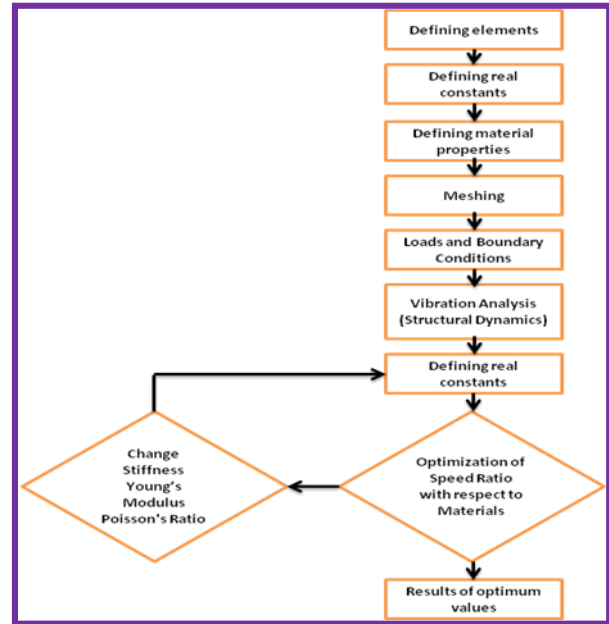 Defining elements
Defining real
constants
Defining material
properties
Meshing
Loads and Boundary
Conditions
Vibration Analysis
(Structural Dynamics)
Defining real
constants
Change
Stiffness
Young's
Modulus
Poisson's Ratio
Optimization of
Speed Ratio
with respect to
Materials
Results of optimum
values